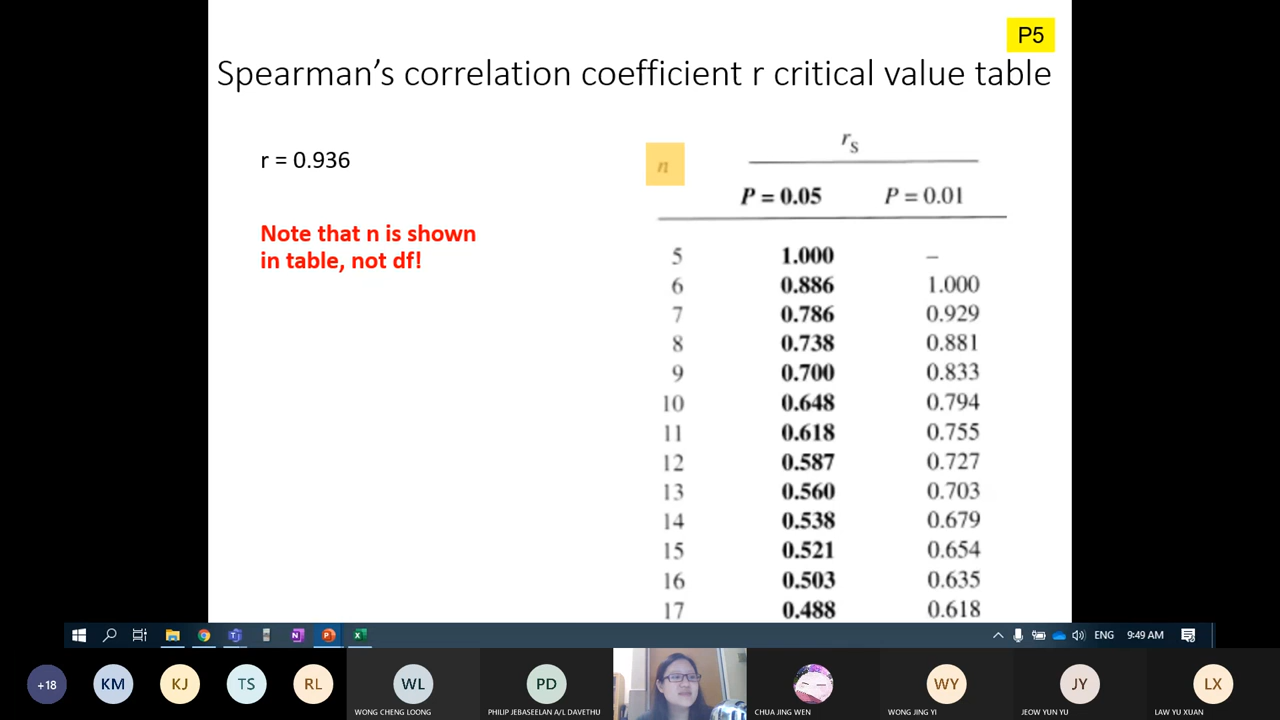 P5
Spearman's correlation coefficient r critical value table
r = 0.936
Note that n is shown
in table, not df!
rS
n
P = 0.05 P = 0.01
5 1.000 –
6 0.886 1.000
7 0.786 0.929
8 0.738 0.881
9 0.700 0.833
10 0.648 0.794
11 0.618 0.755
12 0.587 0.727
13 0.560 0.703
14 0.538 0.679
15 0.521 0.654
16 0.503 0.635
17 0.488 0.618
ENG 9:49 AM
+18 KM KJ TS RL WL PD WY JY LX
WONG CHENG LOONG PHILIP JEBASEELAN A/L DAVETHU CHUA JING WEN WONG JING YI JEOW YUN YU LAW YU XUAN